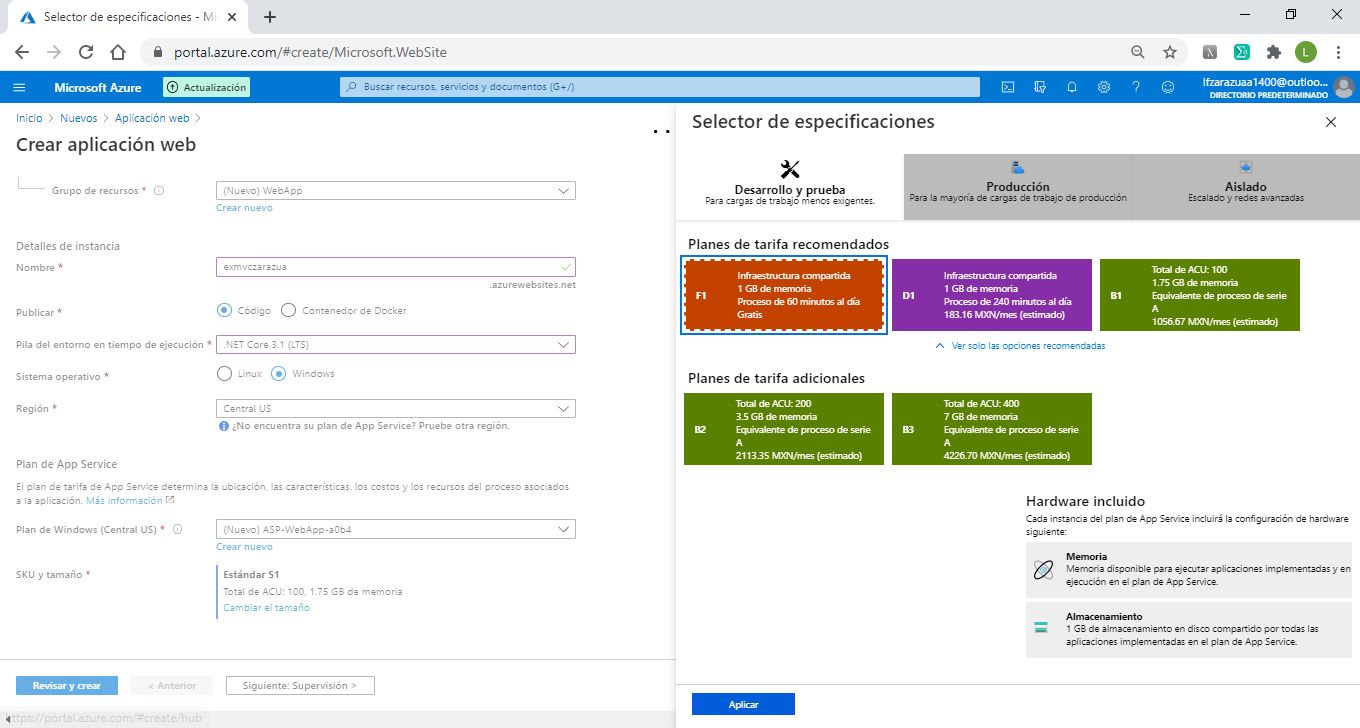 Selector de especificaciones - Mi
portal.azure.com/#create/Microsoft.WebSite
L
Microsoft Azure
Actualización
Buscar recursos, servicios y documentos (G+/)
lfzarazuaa1400@outloo...
DIRECTORIO PREDETERMINADO
Inicio > Nuevos > Aplicación web >
Crear aplicación web
Grupo de recursos *
(Nuevo) WebApp
Crear nuevo
Detalles de instancia
Nombre *
exmvczarazua
.azurewebsites.net
Publicar *
Código
Contenedor de Docker
Pila del entorno en tiempo de ejecución *
.NET Core 3.1 (LTS)
Sistema operativo *
Linux
Windows
Región *
Central US
¿No encuentra su plan de App Service? Pruebe otra región.
Plan de App Service
El plan de tarifa de App Service determina la ubicación, las características, los costos y los recursos del proceso asociados
a la aplicación. Más información
Plan de Windows (Central US) *
(Nuevo) ASP-WebApp-a0b4
Crear nuevo
SKU y tamaño *
Estándar S1
Total de ACU: 100, 1.75 GB de memoria
Cambiar el tamaño
Revisar y crear
< Anterior
Siguiente: Supervisión >
https://portal.azure.com/#create/hub
Selector de especificaciones
Desarrollo y prueba
Para cargas de trabajo menos exigentes.
Producción
Para la mayoría de cargas de trabajo de producción
Aislado
Escalado y redes avanzadas
Planes de tarifa recomendados
F1
Infraestructura compartida
1 GB de memoria
Proceso de 60 minutos al día
Gratis
D1
Infraestructura compartida
1 GB de memoria
Proceso de 240 minutos al día
183.16 MXN/mes (estimado)
B1
Total de ACU: 100
1.75 GB de memoria
Equivalente de proceso de serie
A
1056.67 MXN/mes (estimado)
Ver solo las opciones recomendadas
Planes de tarifa adicionales
B2
Total de ACU: 200
3.5 GB de memoria
Equivalente de proceso de serie
A
2113.35 MXN/mes (estimado)
B3
Total de ACU: 400
7 GB de memoria
Equivalente de proceso de serie
A
4226.70 MXN/mes (estimado)
Hardware incluido
Cada instancia del plan de App Service incluirá la configuración de hardware
siguiente:
Memoria
Memoria disponible para ejecutar aplicaciones implementadas y en
ejecución en el plan de App Service.
Almacenamiento
1 GB de almacenamiento en disco compartido por todas las
aplicaciones implementadas en el plan de App Service.
Aplicar